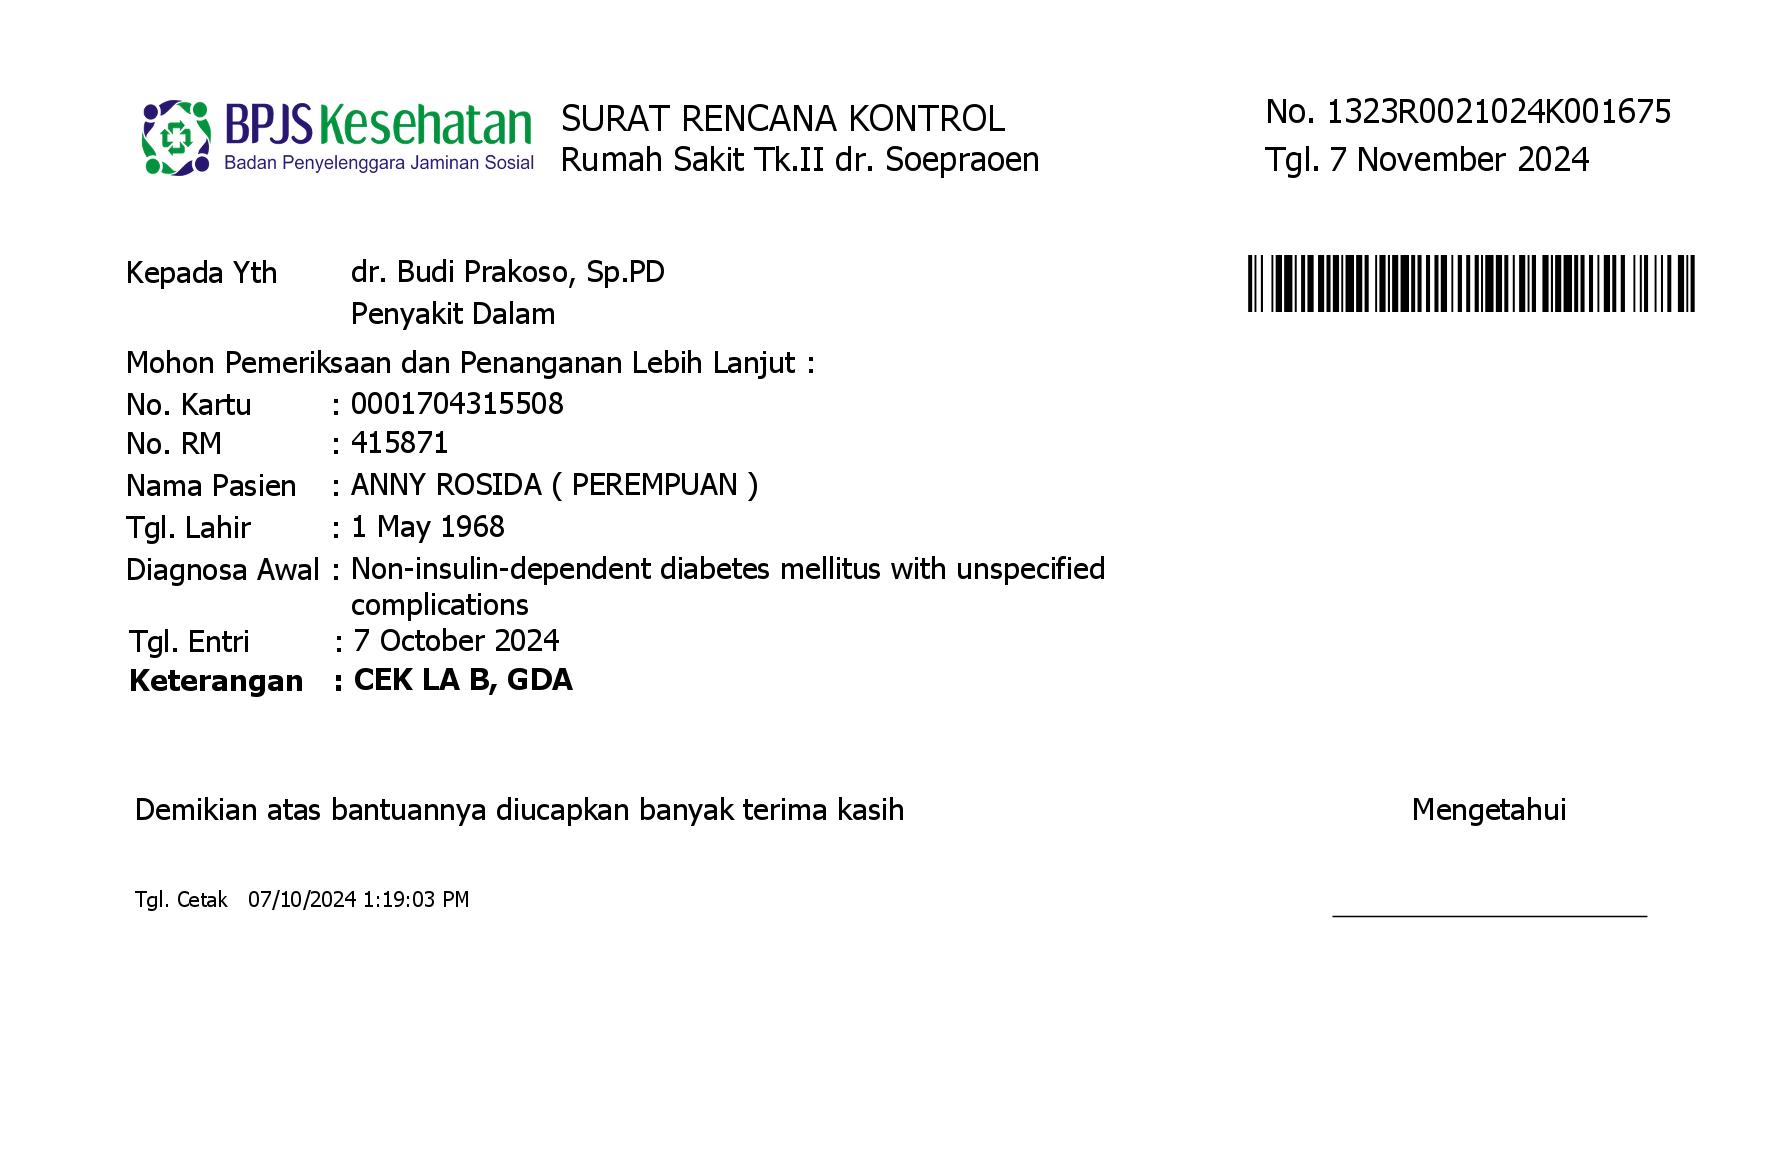 BPJS Kesehatan
Badan Penyelenggara Jaminan Sosial
SURAT RENCANA KONTROL
Rumah Sakit Tk.II dr. Soepraoen
No. 1323R0021024K001675
Tgl. 7 November 2024
Kepada Yth dr. Budi Prakoso, Sp.PD
Penyakit Dalam
Mohon Pemeriksaan dan Penanganan Lebih Lanjut :
No. Kartu : 0001704315508
No. RM : 415871
Nama Pasien : ANNY ROSIDA ( PEREMPUAN )
Tgl. Lahir : 1 May 1968
Diagnosa Awal : Non-insulin-dependent diabetes mellitus with unspecified
complications
Tgl. Entri : 7 October 2024
Keterangan : CEK LA B, GDA
Demikian atas bantuannya diucapkan banyak terima kasih
Mengetahui
Tgl. Cetak 07/10/2024 1:19:03 PM